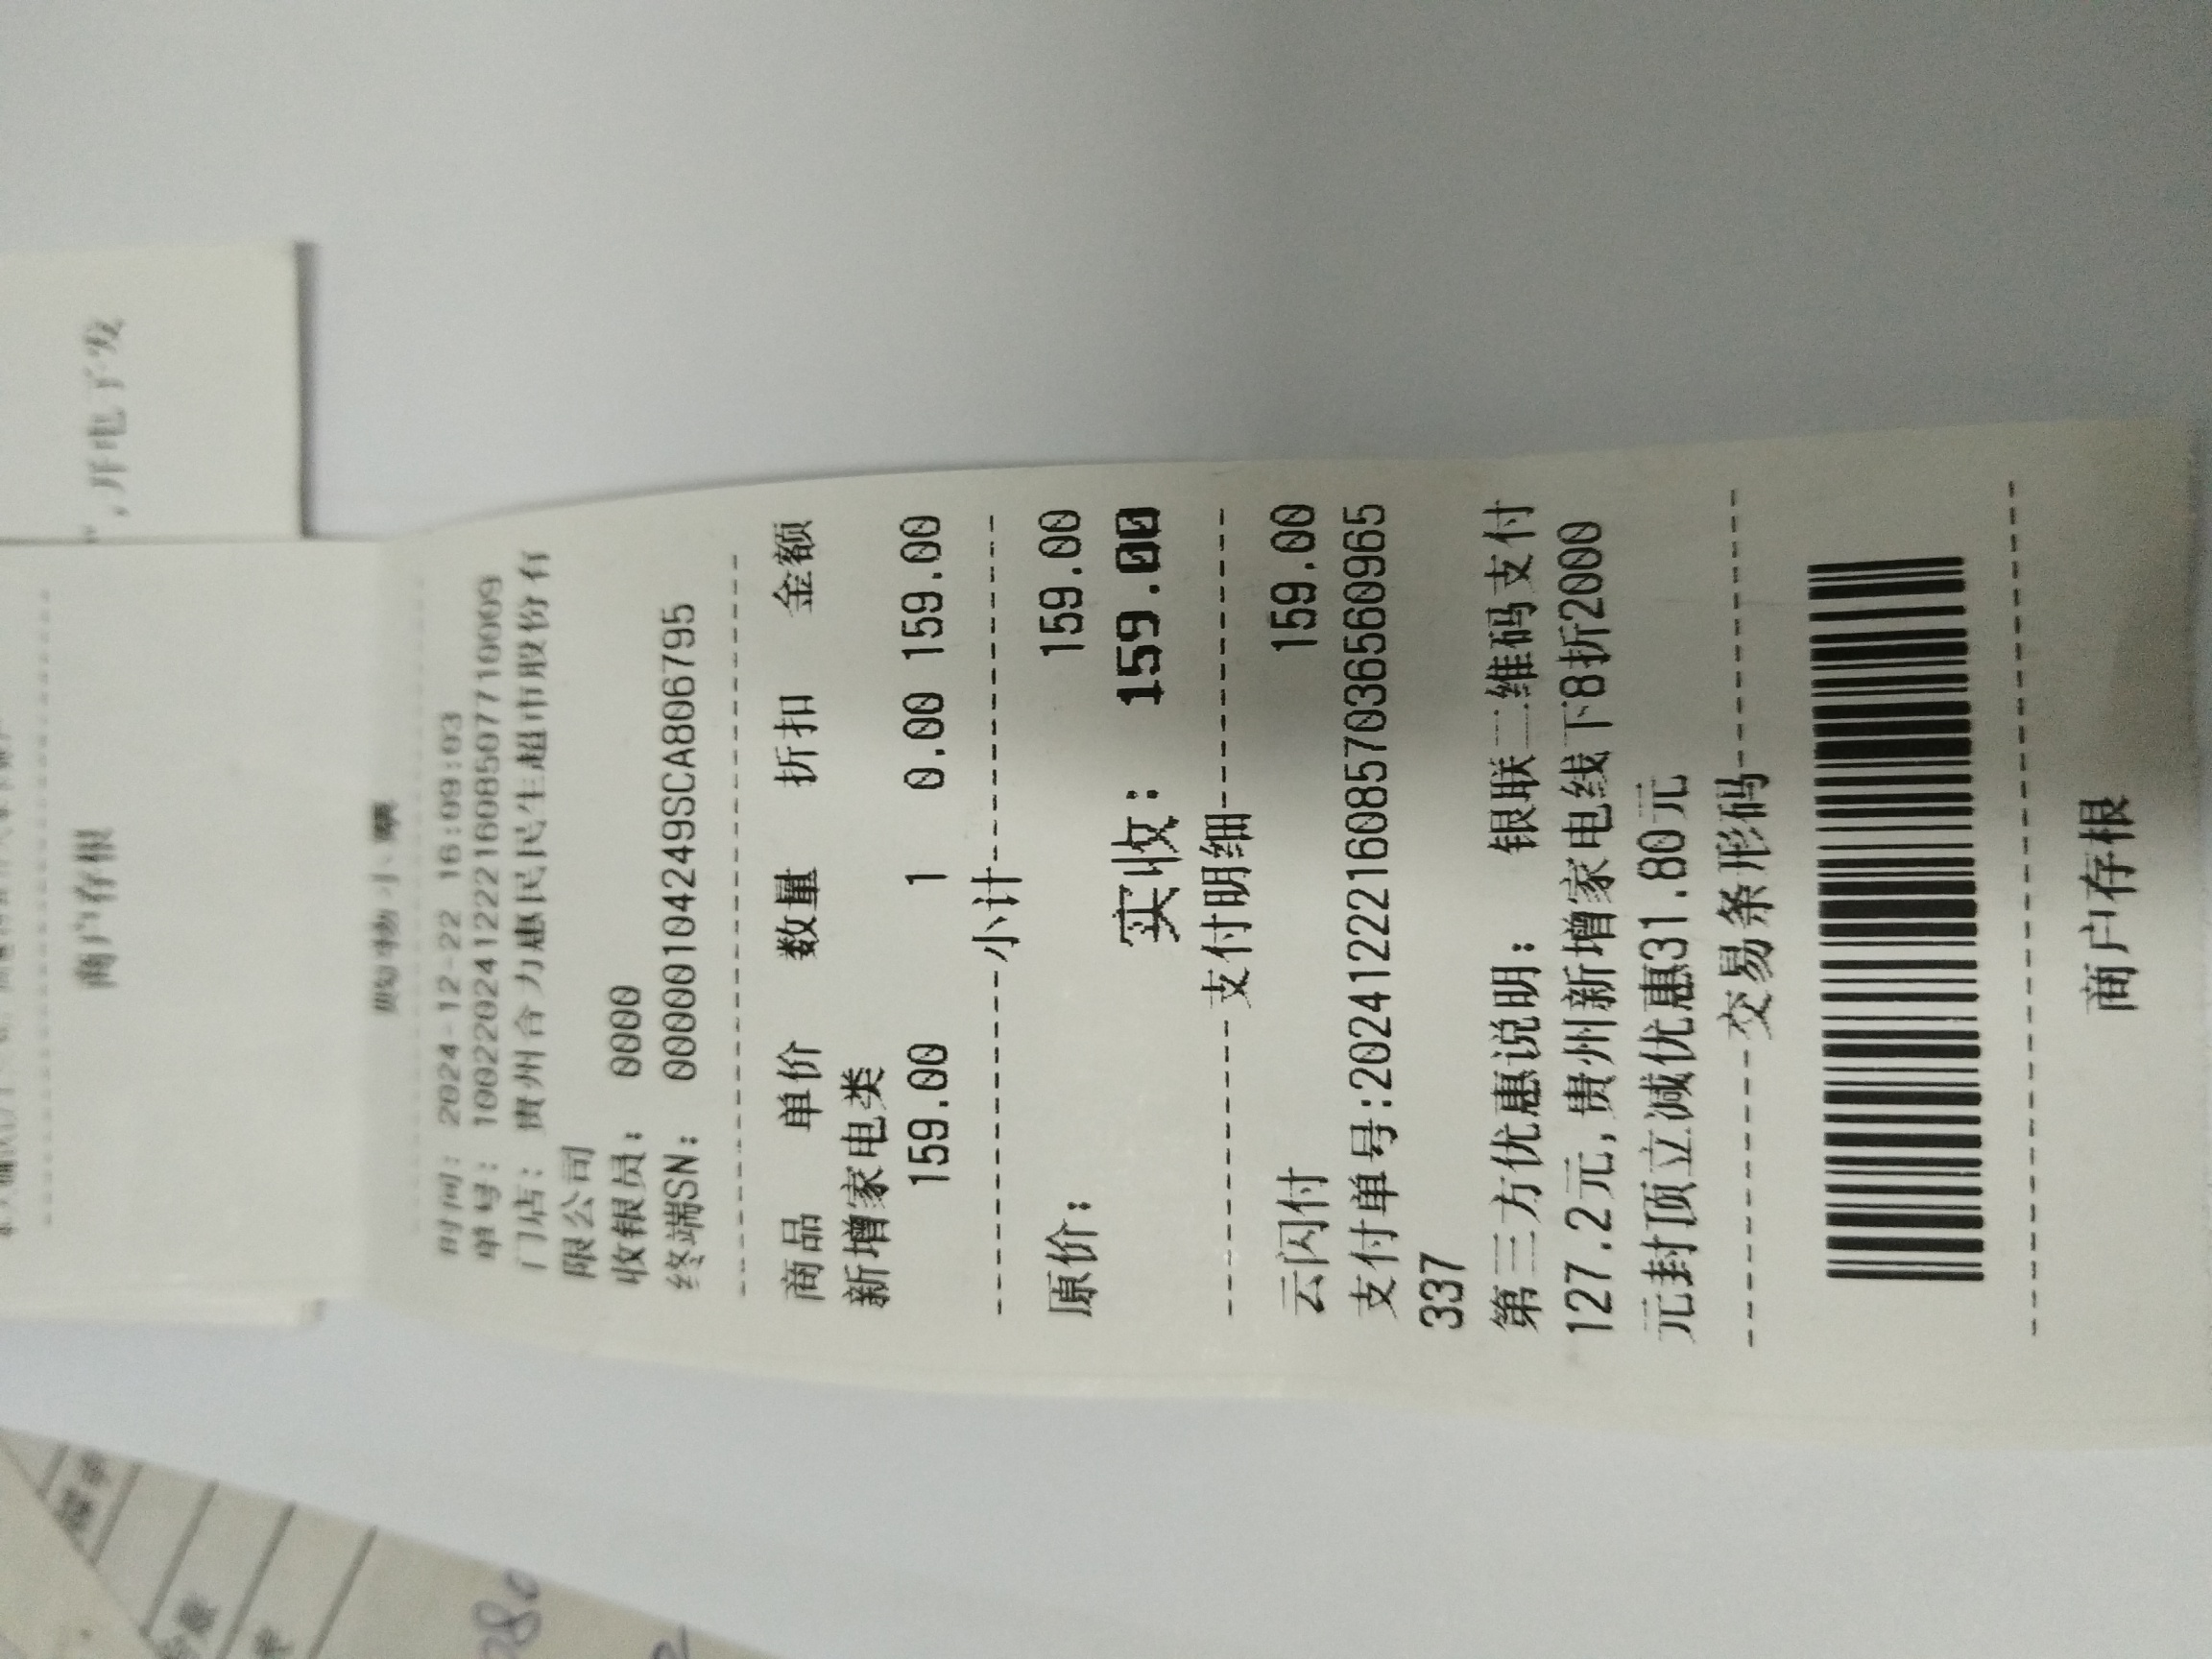 ", 开电子发
商户存根
购物小票
时间: 2024-12-22 16:09:03
单号: 1002202024122216085077100009
门店: 贵州合力惠民民生超市股份有
限公司
收银员: 0000
终端SN: 00000104249SCA806795
商品 单价 数量 折扣 金额
新增家电类
159.00 1 0.00 159.00
小计
原价: 159.00
实收: 159.00
支付明细
云闪付 159.00
支付单号:20241222160857036560965
337
第三方优惠说明: 银联二维码支付
127.2元,贵州新增家电线下8折2000
元封顶立减优惠31.80元
交易条形码
商户存根